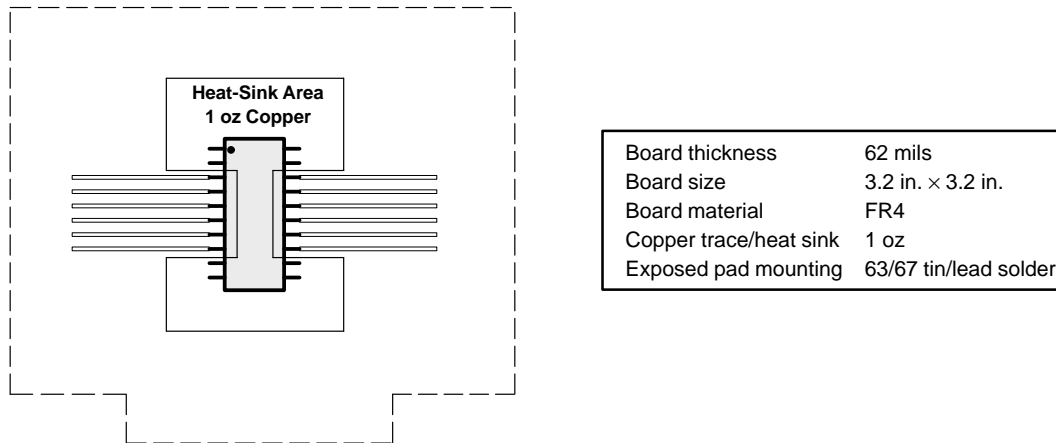 Heat-Sink Area
1 oz Copper
Board thickness 62 mils
Board size 3.2 in. × 3.2 in.
Board material FR4
Copper trace/heat sink 1 oz
Exposed pad mounting 63/67 tin/lead solder